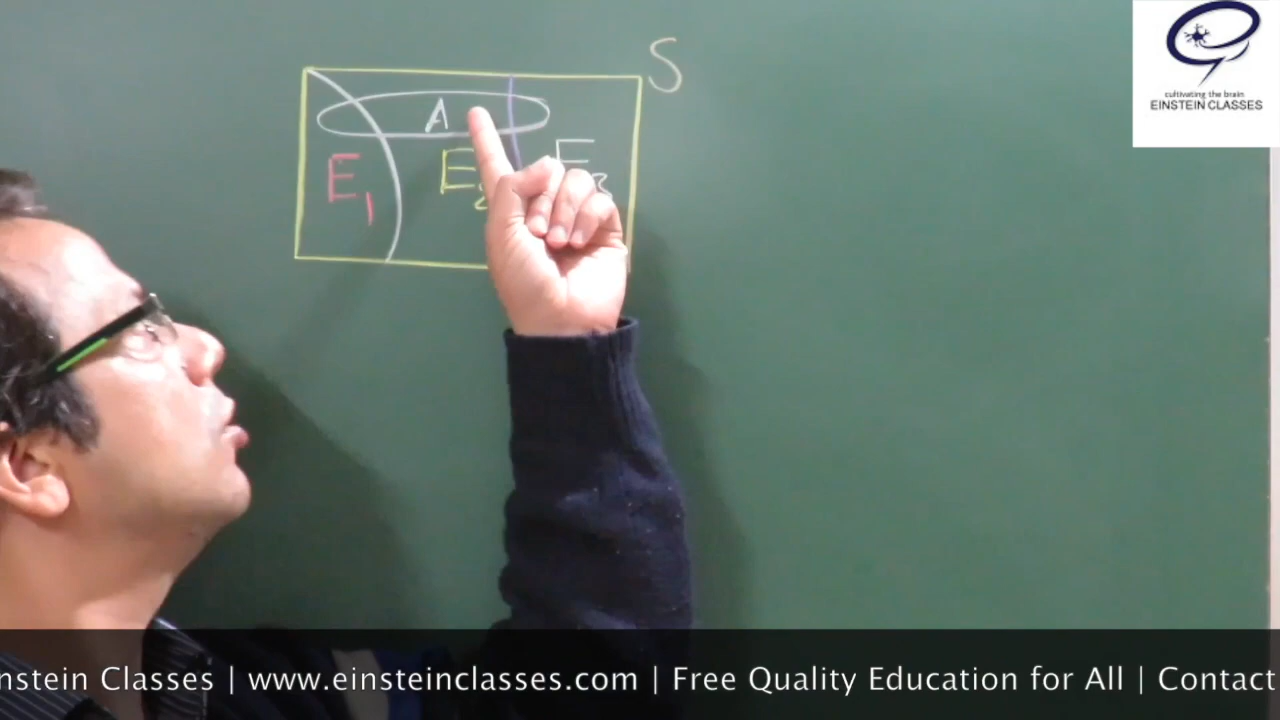 S
A
E1
E2
E3
cultivating the brain
EINSTEIN CLASSES
nstein Classes | www.einsteinclasses.com | Free Quality Education for All | Contact